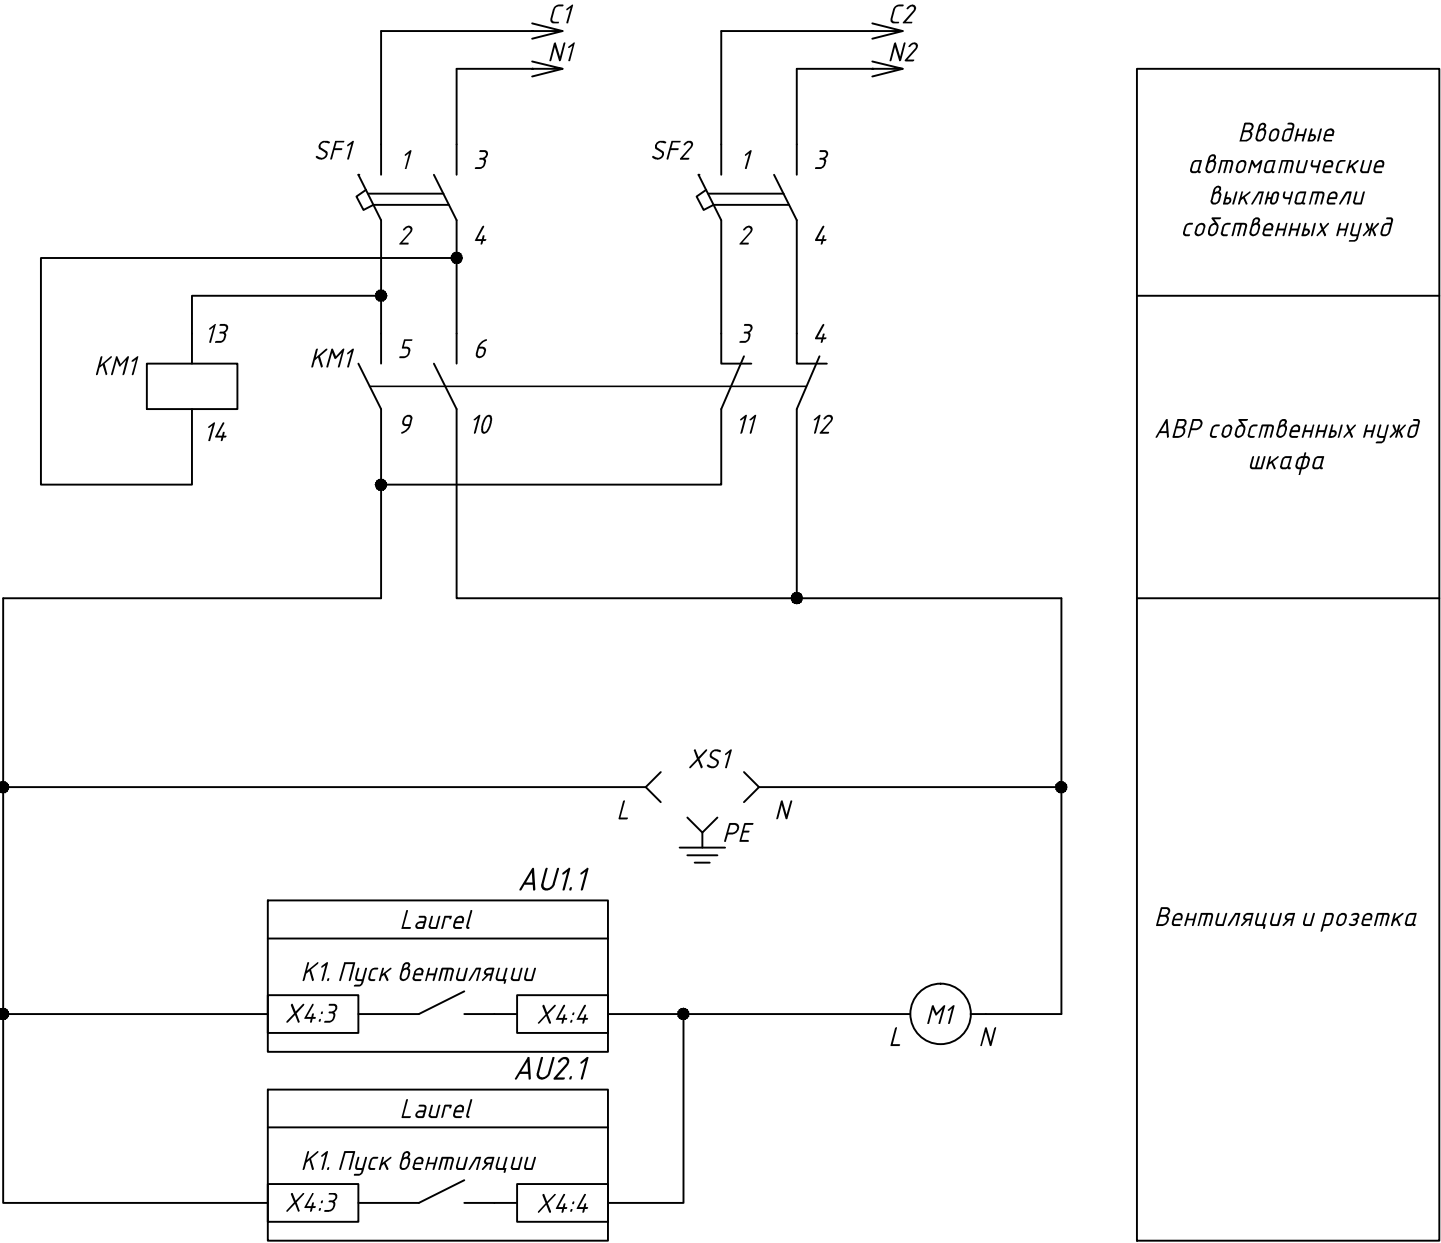 C1
C2
N1
N2
Вводные
автоматические
выключатели
собственных нужд
SF1
1
3
SF2
1
3
2
4
2
4
13
KM1
KM1
5
6
3
4
14
9
10
11
12
АВР собственных нужд
шкафа
XS1
L
N
PE
AU1.1
Laurel
К1. Пуск вентиляции
X4:3
X4:4
M1
L
N
Вентиляция и розетка
AU2.1
Laurel
К1. Пуск вентиляции
X4:3
X4:4